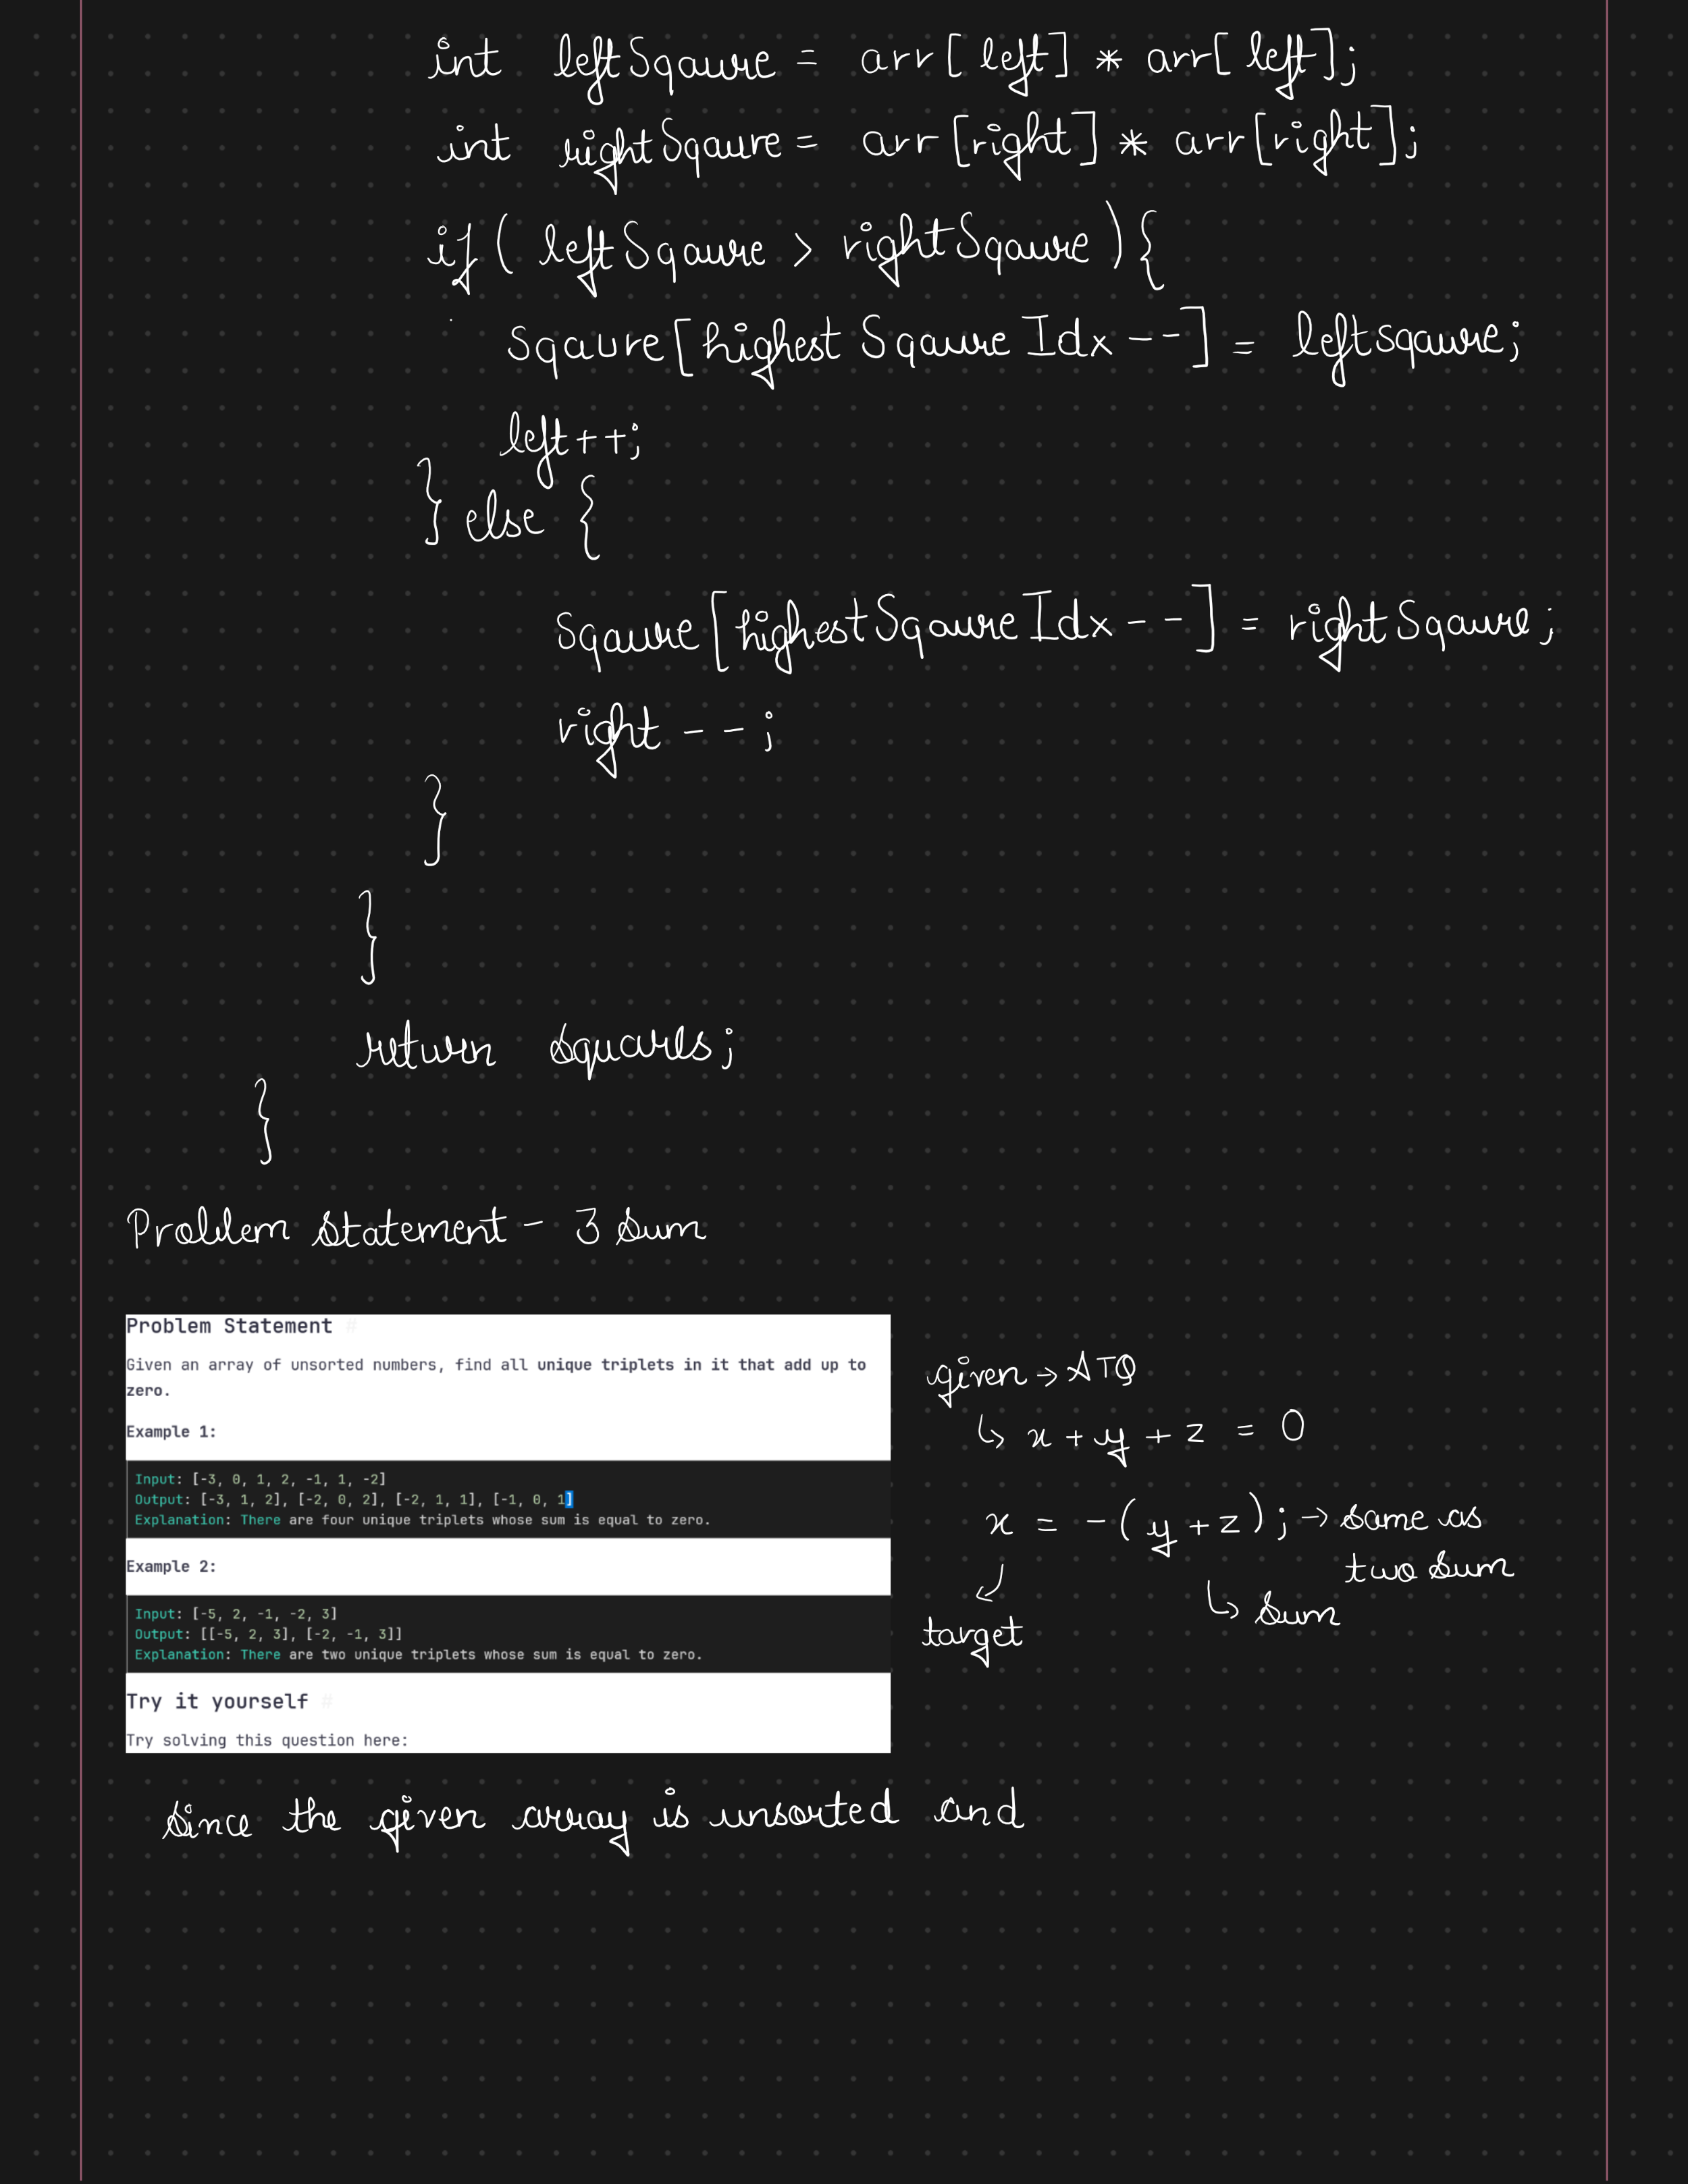 int leftSqaure = arr[left] * arr[left];
int rightSqaure = arr[right] * arr[right];
if( leftSqaure > rightSqaure ){
sqaure[highest Sqaure Idx --] = leftsqaure;
left++;
} else {
sqaure[highestSqaure Idx --] = rightSqaure;
right --;
}
}
return squares;
}
Problem Statement - 3 Sum
Problem Statement #
Given an array of unsorted numbers, find all unique triplets in it that add up to
zero.
Example 1:
Input: [-3, 0, 1, 2, -1, 1, -2]
Output: [-3, 1, 2], [-2, 0, 2], [-2, 1, 1], [-1, 0, 1]
Explanation: There are four unique triplets whose sum is equal to zero.
Example 2:
Input: [-5, 2, -1, -2, 3]
Output: [[-5, 2, 3], [-2, -1, 3]]
Explanation: There are two unique triplets whose sum is equal to zero.
Try it yourself #
Try solving this question here:
given → ATQ
↳ x + y + z = 0
x = -(y+z); → same as
two sum
↳ sum
target
Since the given array is unsorted and